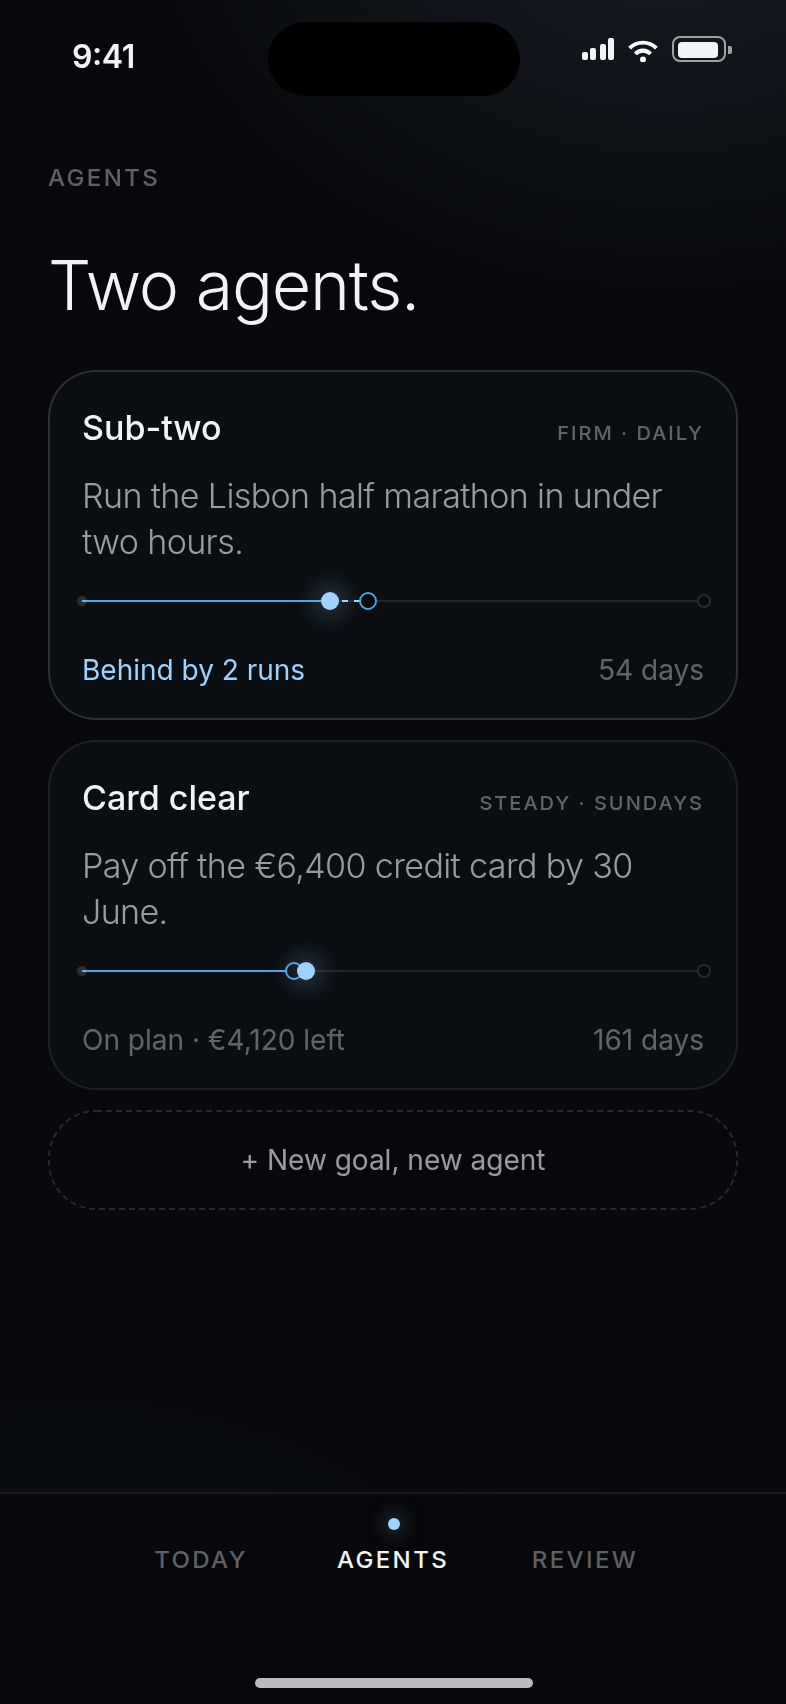 9:41
AGENTS
Two agents.
Sub-two
FIRM · DAILY
Run the Lisbon half marathon in under
two hours.
Behind by 2 runs
54 days
Card clear
STEADY · SUNDAYS
Pay off the €6,400 credit card by 30
June.
On plan · €4,120 left
161 days
+ New goal, new agent
TODAY
AGENTS
REVIEW